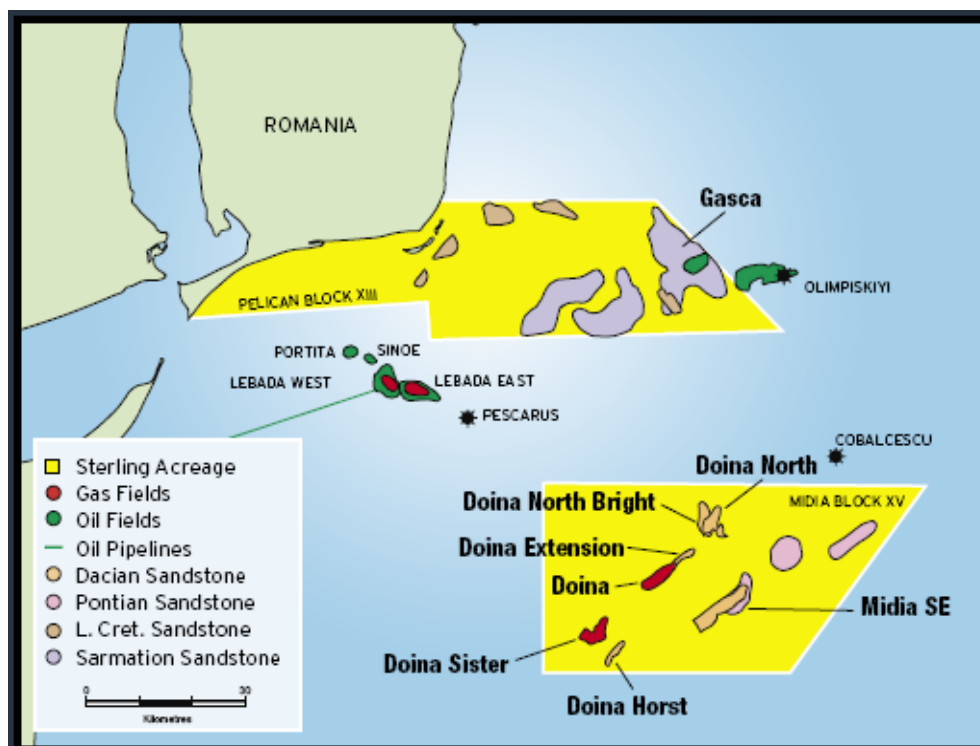 ROMANIA
Gasca
OLIMPISKIYI
PELICAN BLOCK XIII
PORTITA
SINOE
LEBADA WEST
LEBADA EAST
PESCARUS
COBALCESCU
Doina North
Doina North Bright
MIDIA BLOCK XV
Doina Extension
Doina
Midia SE
Doina Sister
Doina Horst
Sterling Acreage
Gas Fields
Oil Fields
Oil Pipelines
Dacian Sandstone
Pontian Sandstone
L. Cret. Sandstone
Sarmation Sandstone
0 30
Kilometres